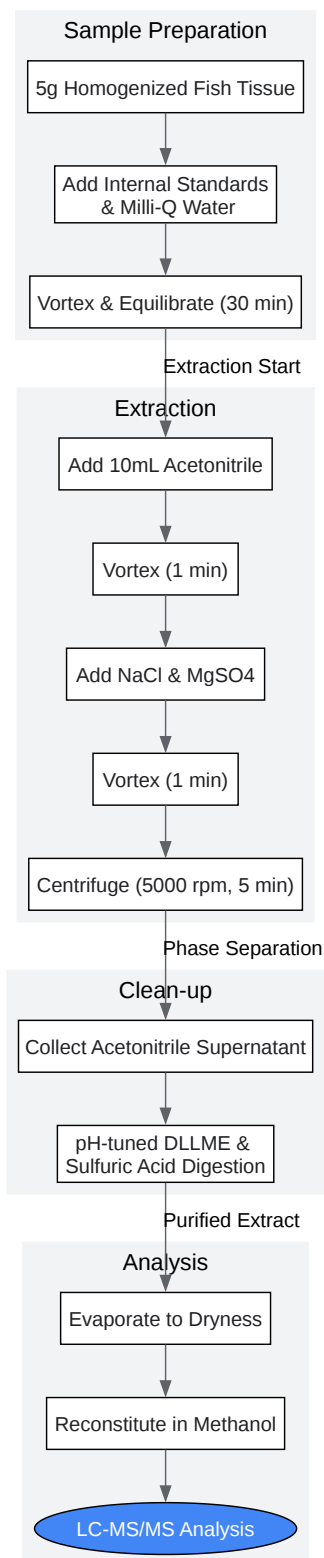 Sample Preparation
5g Homogenized Fish Tissue
Add Internal Standards
& Milli-Q Water
Vortex & Equilibrate (30 min)
Extraction Start
Extraction
Add 10mL Acetonitrile
Vortex (1 min)
Add NaCl & MgSO4
Vortex (1 min)
Centrifuge (5000 rpm, 5 min)
Phase Separation
Clean-up
Collect Acetonitrile Supernatant
pH-tuned DLLME &
Sulfuric Acid Digestion
Purified Extract
Analysis
Evaporate to Dryness
Reconstitute in Methanol
LC-MS/MS Analysis